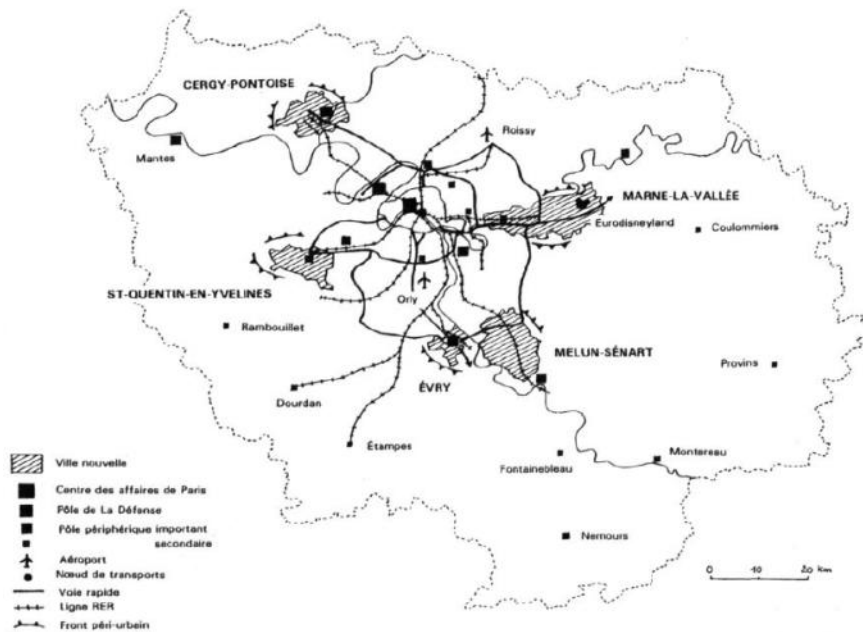 CERGY-PONTOISE
Roissy
Mantes
MARNE-LA-VALLÉE
Eurodisneyland
Coulommiers
ST-QUENTIN-EN-YVELINES
Orly
Rambouillet
MELUN-SÉNART
Provins
ÉVRY
Dourdan
Étampes
Fontainebleau
Montereau
Nemours
Ville nouvelle
Centre des affaires de Paris
Pôle de La Défense
Pôle périphérique important
secondaire
Aéroport
Nœud de transports
Voie rapide
Ligne RER
Front péri-urbain
0 10 20 km